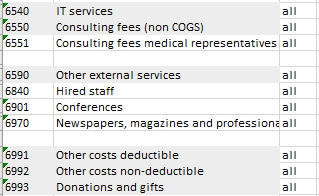 6540 IT services all
6550 Consulting fees (non COGS) all
6551 Consulting fees medical representatives all
6590 Other external services all
6840 Hired staff all
6901 Conferences all
6970 Newspapers, magazines and professiona all
6991 Other costs deductible all
6992 Other costs non-deductible all
6993 Donations and gifts all